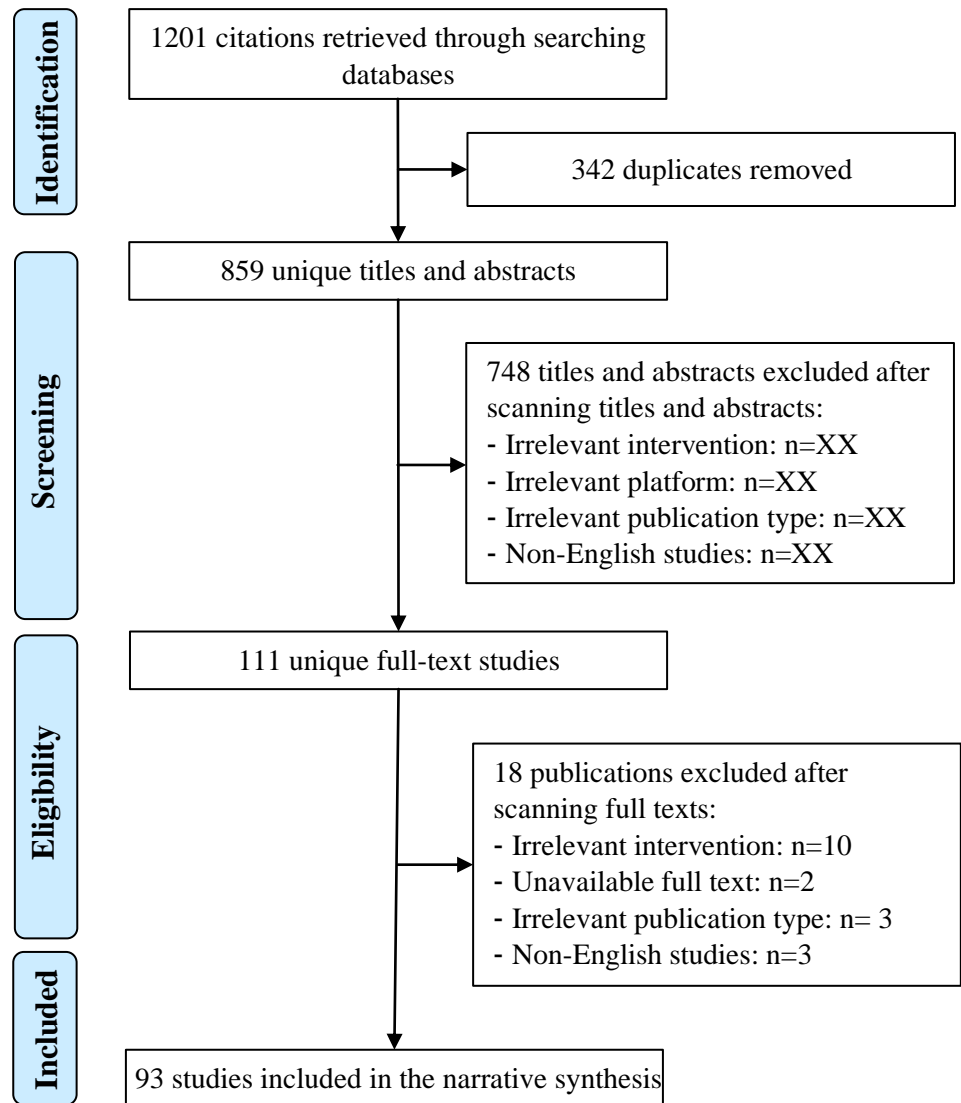 Identification
1201 citations retrieved through searching
databases
342 duplicates removed
Screening
859 unique titles and abstracts
748 titles and abstracts excluded after
scanning titles and abstracts:
- Irrelevant intervention: n=XX
- Irrelevant platform: n=XX
- Irrelevant publication type: n=XX
- Non-English studies: n=XX
Eligibility
111 unique full-text studies
18 publications excluded after
scanning full texts:
- Irrelevant intervention: n=10
- Unavailable full text: n=2
- Irrelevant publication type: n= 3
- Non-English studies: n=3
Included
93 studies included in the narrative synthesis